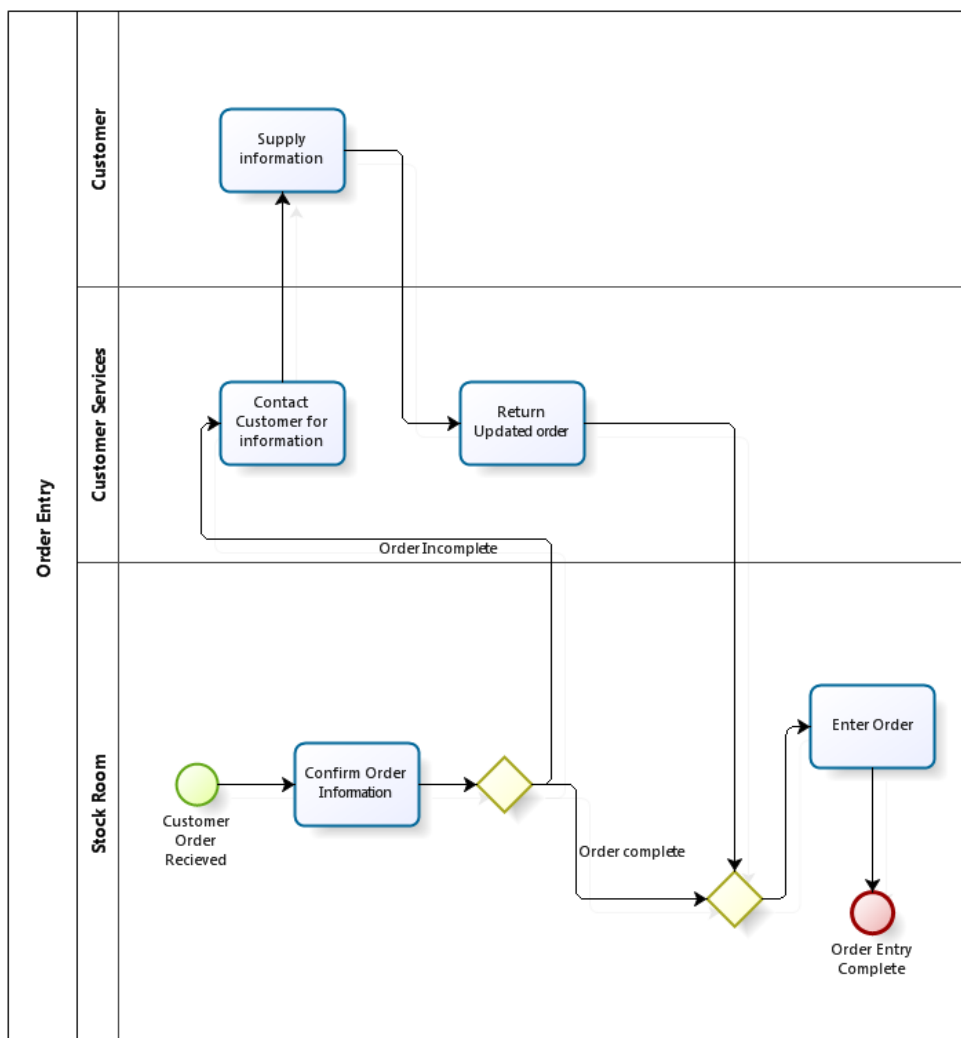 Order Entry
Customer
Supply
information
Customer Services
Contact
Customer for
information
Return
Updated order
Order Incomplete
Stock Room
Customer
Order
Recieved
Confirm Order
Information
Order complete
Enter Order
Order Entry
Complete